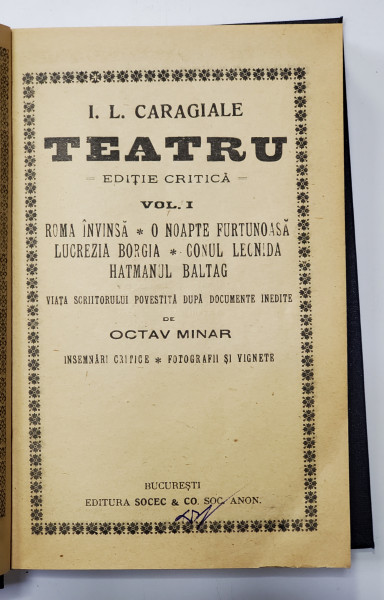 I. L. CARAGIALE
TEATRU
= EDIȚIE CRITICĂ =
VOL. I
ROMA ÎNVINSĂ * O NOAPTE FURTUNOASĂ
LUCREZIA BORGIA * CONUL LEONIDA
HATMANUL BALTAG
VIAȚA SCRIITORULUI POVESTITĂ DUPĂ DOCUMENTE INEDITE
DE
OCTAV MINAR
INSEMNĂRI CRITICE * FOTOGRAFII ȘI VIGNETE
BUCUREȘTI
EDITURA SOCEC & CO. SOC. ANON.